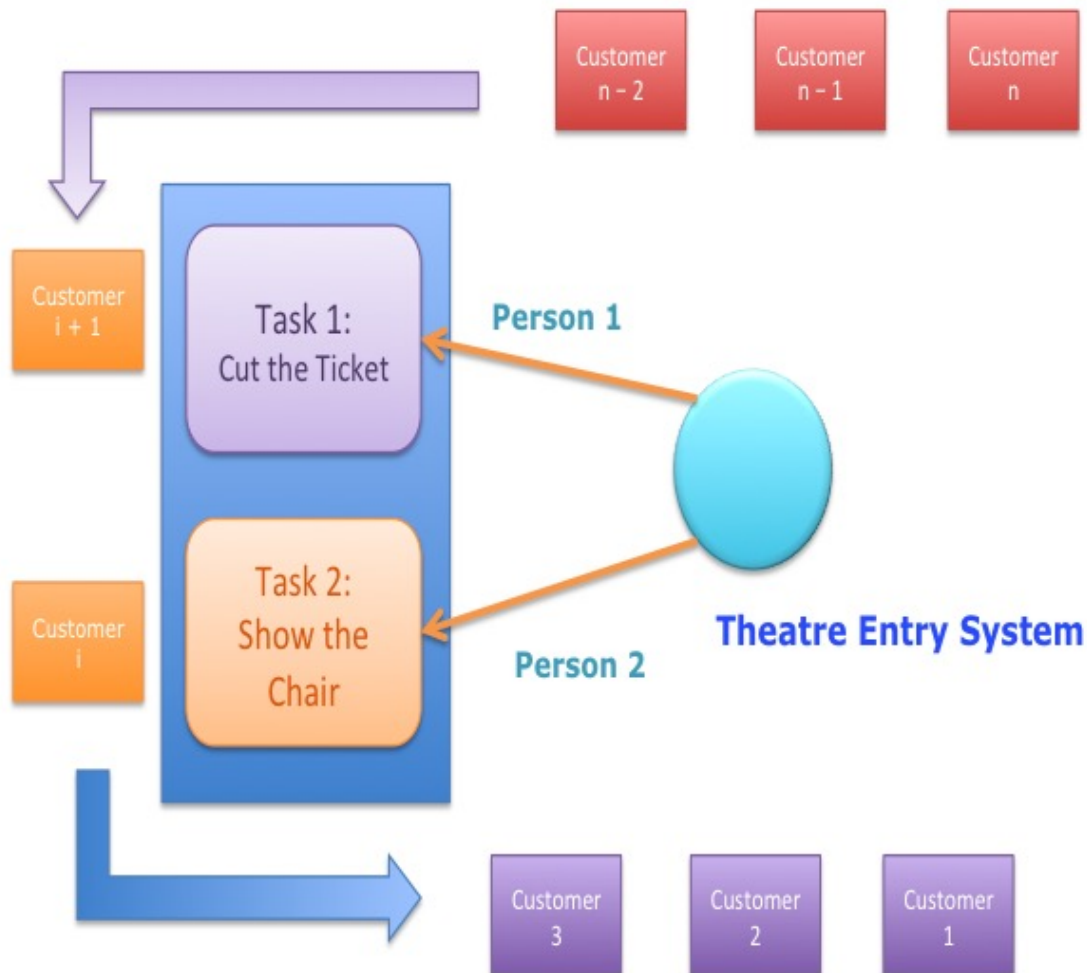 Customer
n – 2
Customer
n – 1
Customer
n
Customer
i + 1
Task 1:
Cut the Ticket
Person 1
Customer
i
Task 2:
Show the
Chair
Person 2
Theatre Entry System
Customer
3
Customer
2
Customer
1